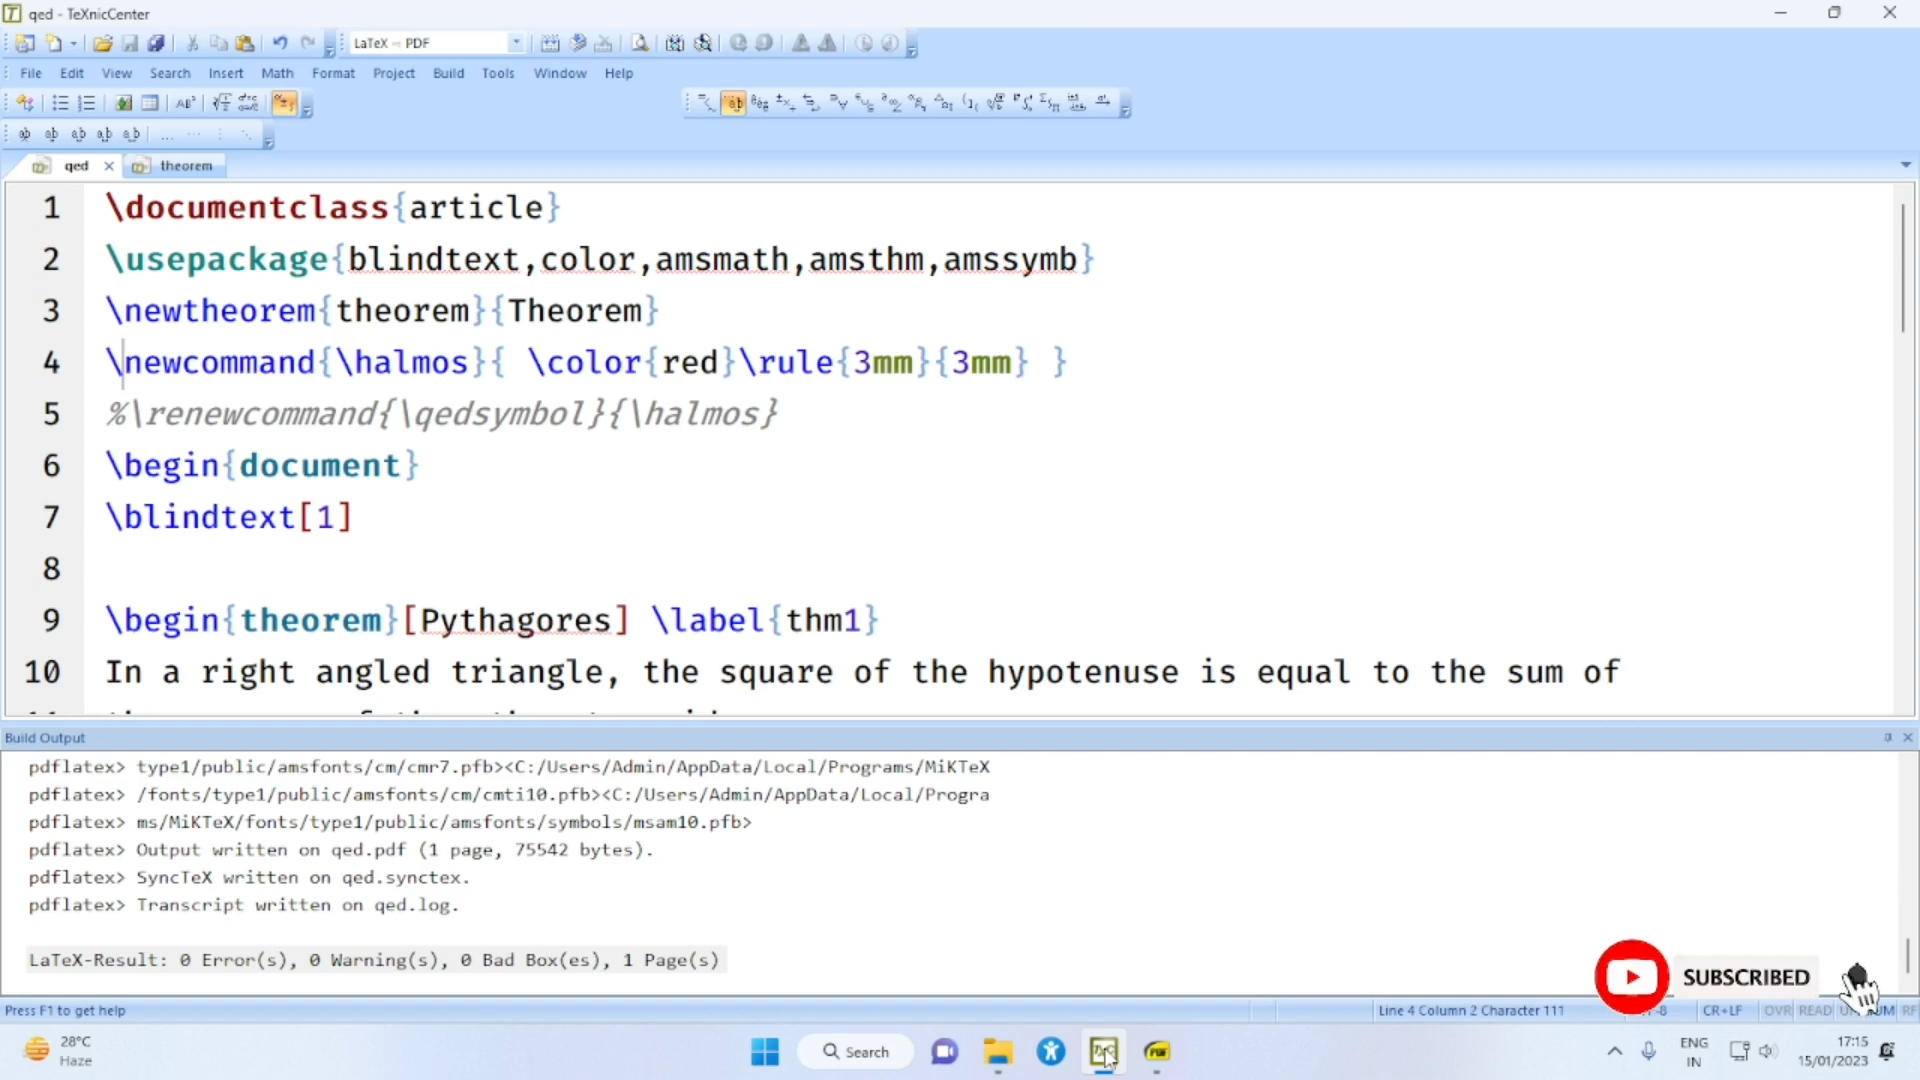 qed - TeXnicCenter
LaTeX → PDF
File Edit View Search Insert Math Format Project Build Tools Window Help
qed theorem
1 \documentclass{article}
2 \usepackage{blindtext,color,amsmath,amsthm,amssymb}
3 \newtheorem{theorem}{Theorem}
4 \newcommand{\halmos}{ \color{red}\rule{3mm}{3mm} }
5 %\renewcommand{\qedsymbol}{\halmos}
6 \begin{document}
7 \blindtext[1]
8
9 \begin{theorem}[Pythagores] \label{thm1}
10 In a right angled triangle, the square of the hypotenuse is equal to the sum of
Build Output
pdflatex> type1/public/amsfonts/cm/cmr7.pfb><C:/Users/Admin/AppData/Local/Programs/MiKTeX
pdflatex> /fonts/type1/public/amsfonts/cm/cmti10.pfb><C:/Users/Admin/AppData/Local/Progra
pdflatex> ms/MiKTeX/fonts/type1/public/amsfonts/symbols/msam10.pfb>
pdflatex> Output written on qed.pdf (1 page, 75542 bytes).
pdflatex> SyncTeX written on qed.synctex.
pdflatex> Transcript written on qed.log.
LaTeX-Result: 0 Error(s), 0 Warning(s), 0 Bad Box(es), 1 Page(s)
SUBSCRIBED
Press F1 to get help Line 4 Column 2 Character 111 CR+LF OVR READ
28°C
Haze
Search
ENG
IN
17:15
15/01/2023